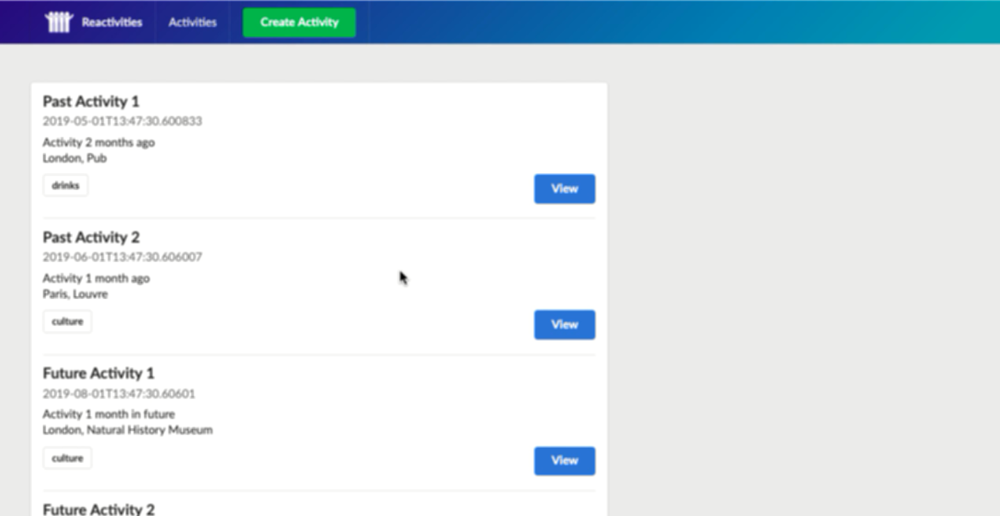 Reactivities Activities Create Activity
Past Activity 1
2019-05-01T13:47:30.600833
Activity 2 months ago
London, Pub
drinks
View
Past Activity 2
2019-06-01T13:47:30.606007
Activity 1 month ago
Paris, Louvre
culture
View
Future Activity 1
2019-08-01T13:47:30.60601
Activity 1 month in future
London, Natural History Museum
culture
View
Future Activity 2